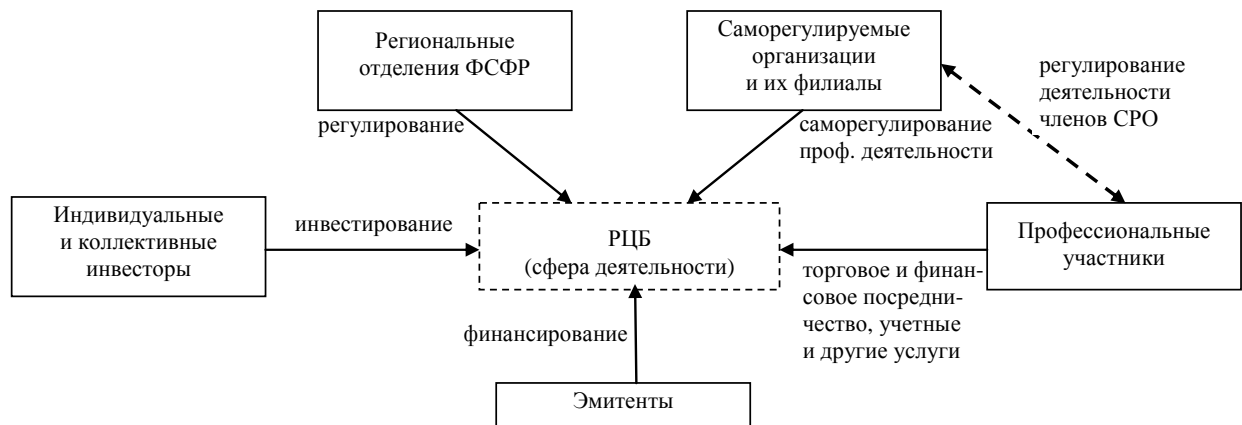 Региональные
отделения ФСФР
Саморегулируемые
организации
и их филиалы
регулирование
деятельности
членов СРО
регулирование
саморегулирование
проф. деятельности
Индивидуальные
и коллективные
инвесторы
инвестирование
РЦБ
(сфера деятельности)
Профессиональные
участники
торговое и финан-
совое посредни-
чество, учетные
и другие услуги
финансирование
Эмитенты